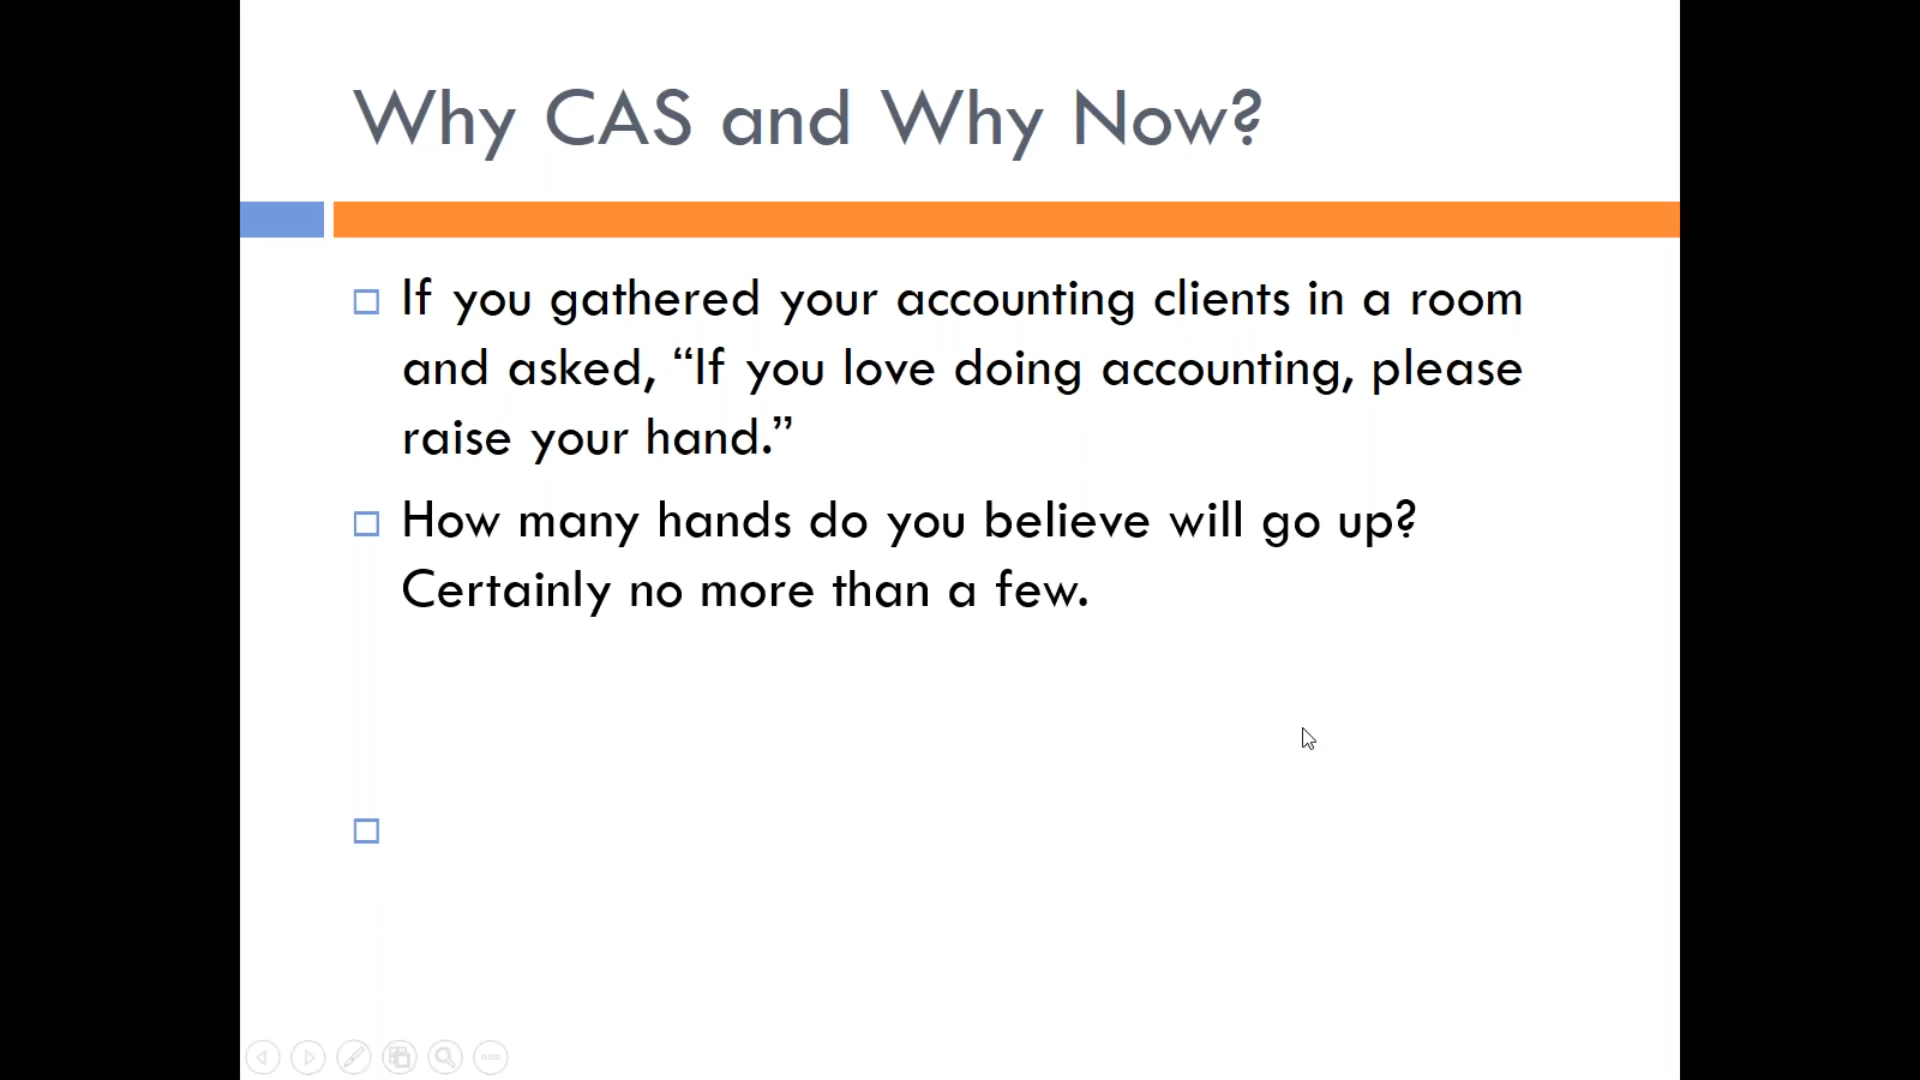 Why CAS and Why Now?
If you gathered your accounting clients in a room
and asked, “If you love doing accounting, please
raise your hand.”
How many hands do you believe will go up?
Certainly no more than a few.